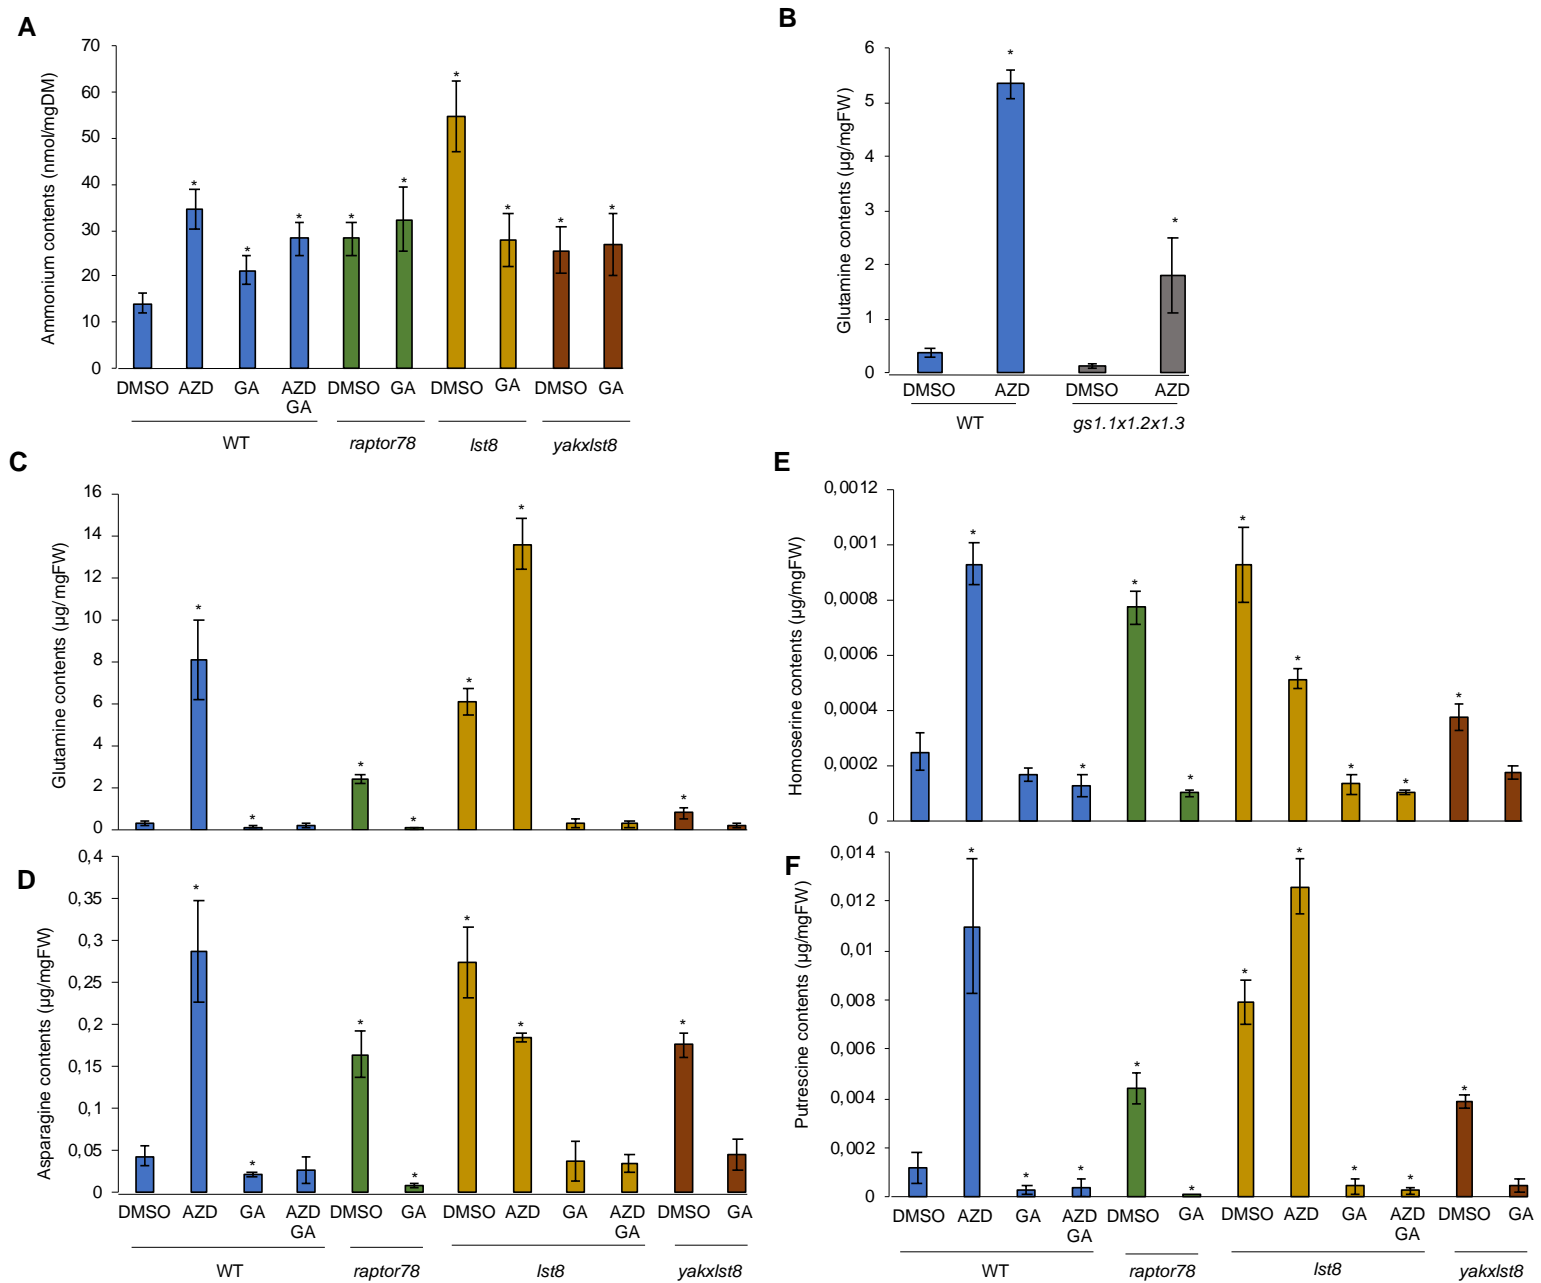 A
Ammonium contents (nmol/mgDM)
70
60
50
40
30
20
10
0
* * * * * * * * *
DMSO AZD GA AZD GA DMSO GA DMSO GA DMSO GA
WT raptor78 lst8 yakxlst8
B
Glutamine contents (µg/mgFW)
6
5
4
3
2
1
0
* *
DMSO AZD DMSO AZD
WT gs1.1x1.2x1.3
C
Glutamine contents (µg/mgFW)
16
14
12
10
8
6
4
2
0
* * * * * * *
E
Homoserine contents (µg/mgFW)
0,0012
0,001
0,0008
0,0006
0,0004
0,0002
0
* * * * * * * * *
D
Asparagine contents (µg/mgFW)
0,4
0,35
0,3
0,25
0,2
0,15
0,1
0,05
0
* * * * * * *
DMSO AZD GA AZD GA DMSO GA DMSO AZD GA AZD GA DMSO GA
WT raptor78 lst8 yakxlst8
F
Putrescine contents (µg/mgFW)
0,014
0,012
0,01
0,008
0,006
0,004
0,002
0
* * * * * * * * * *
DMSO AZD GA AZD GA DMSO GA DMSO AZD GA AZD GA DMSO GA
WT raptor78 lst8 yakxlst8